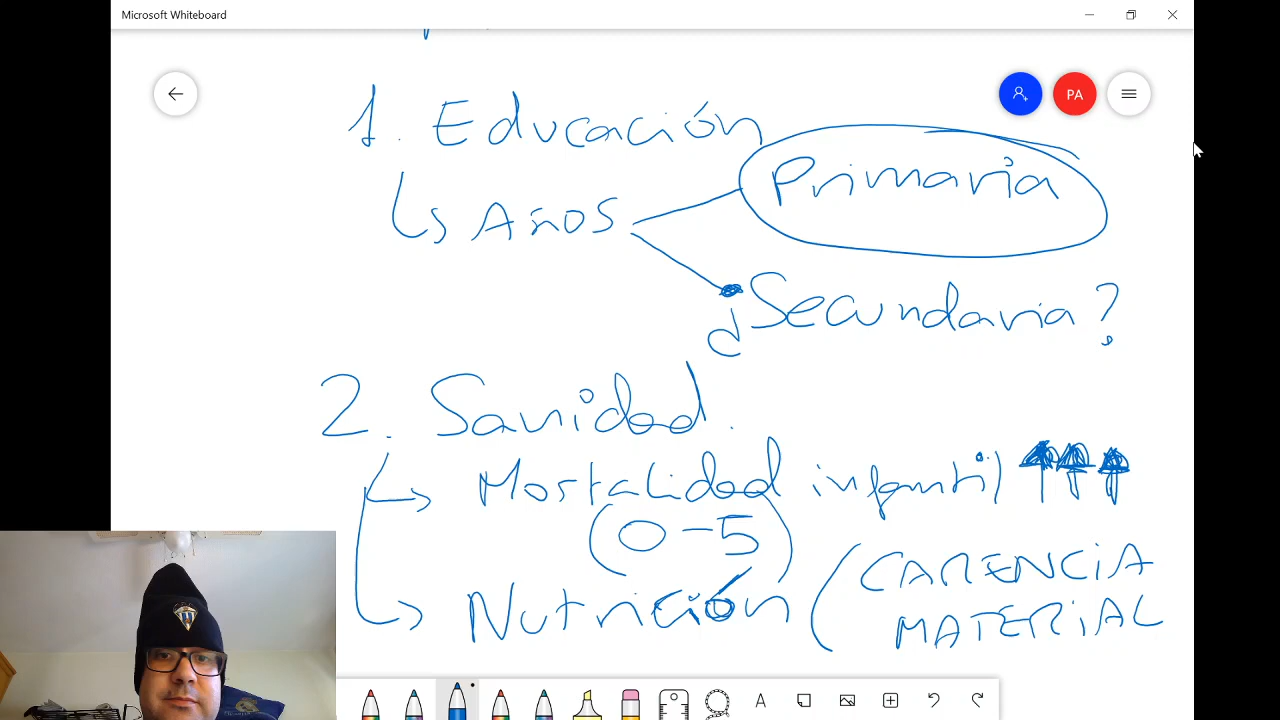 Microsoft Whiteboard
PA
1. Educación
Años
Primaria
¿Secundaria?
2. Sanidad.
Mortalidad infantil
(0-5)
Nutrición (CARENCIA
MATERIAL
A